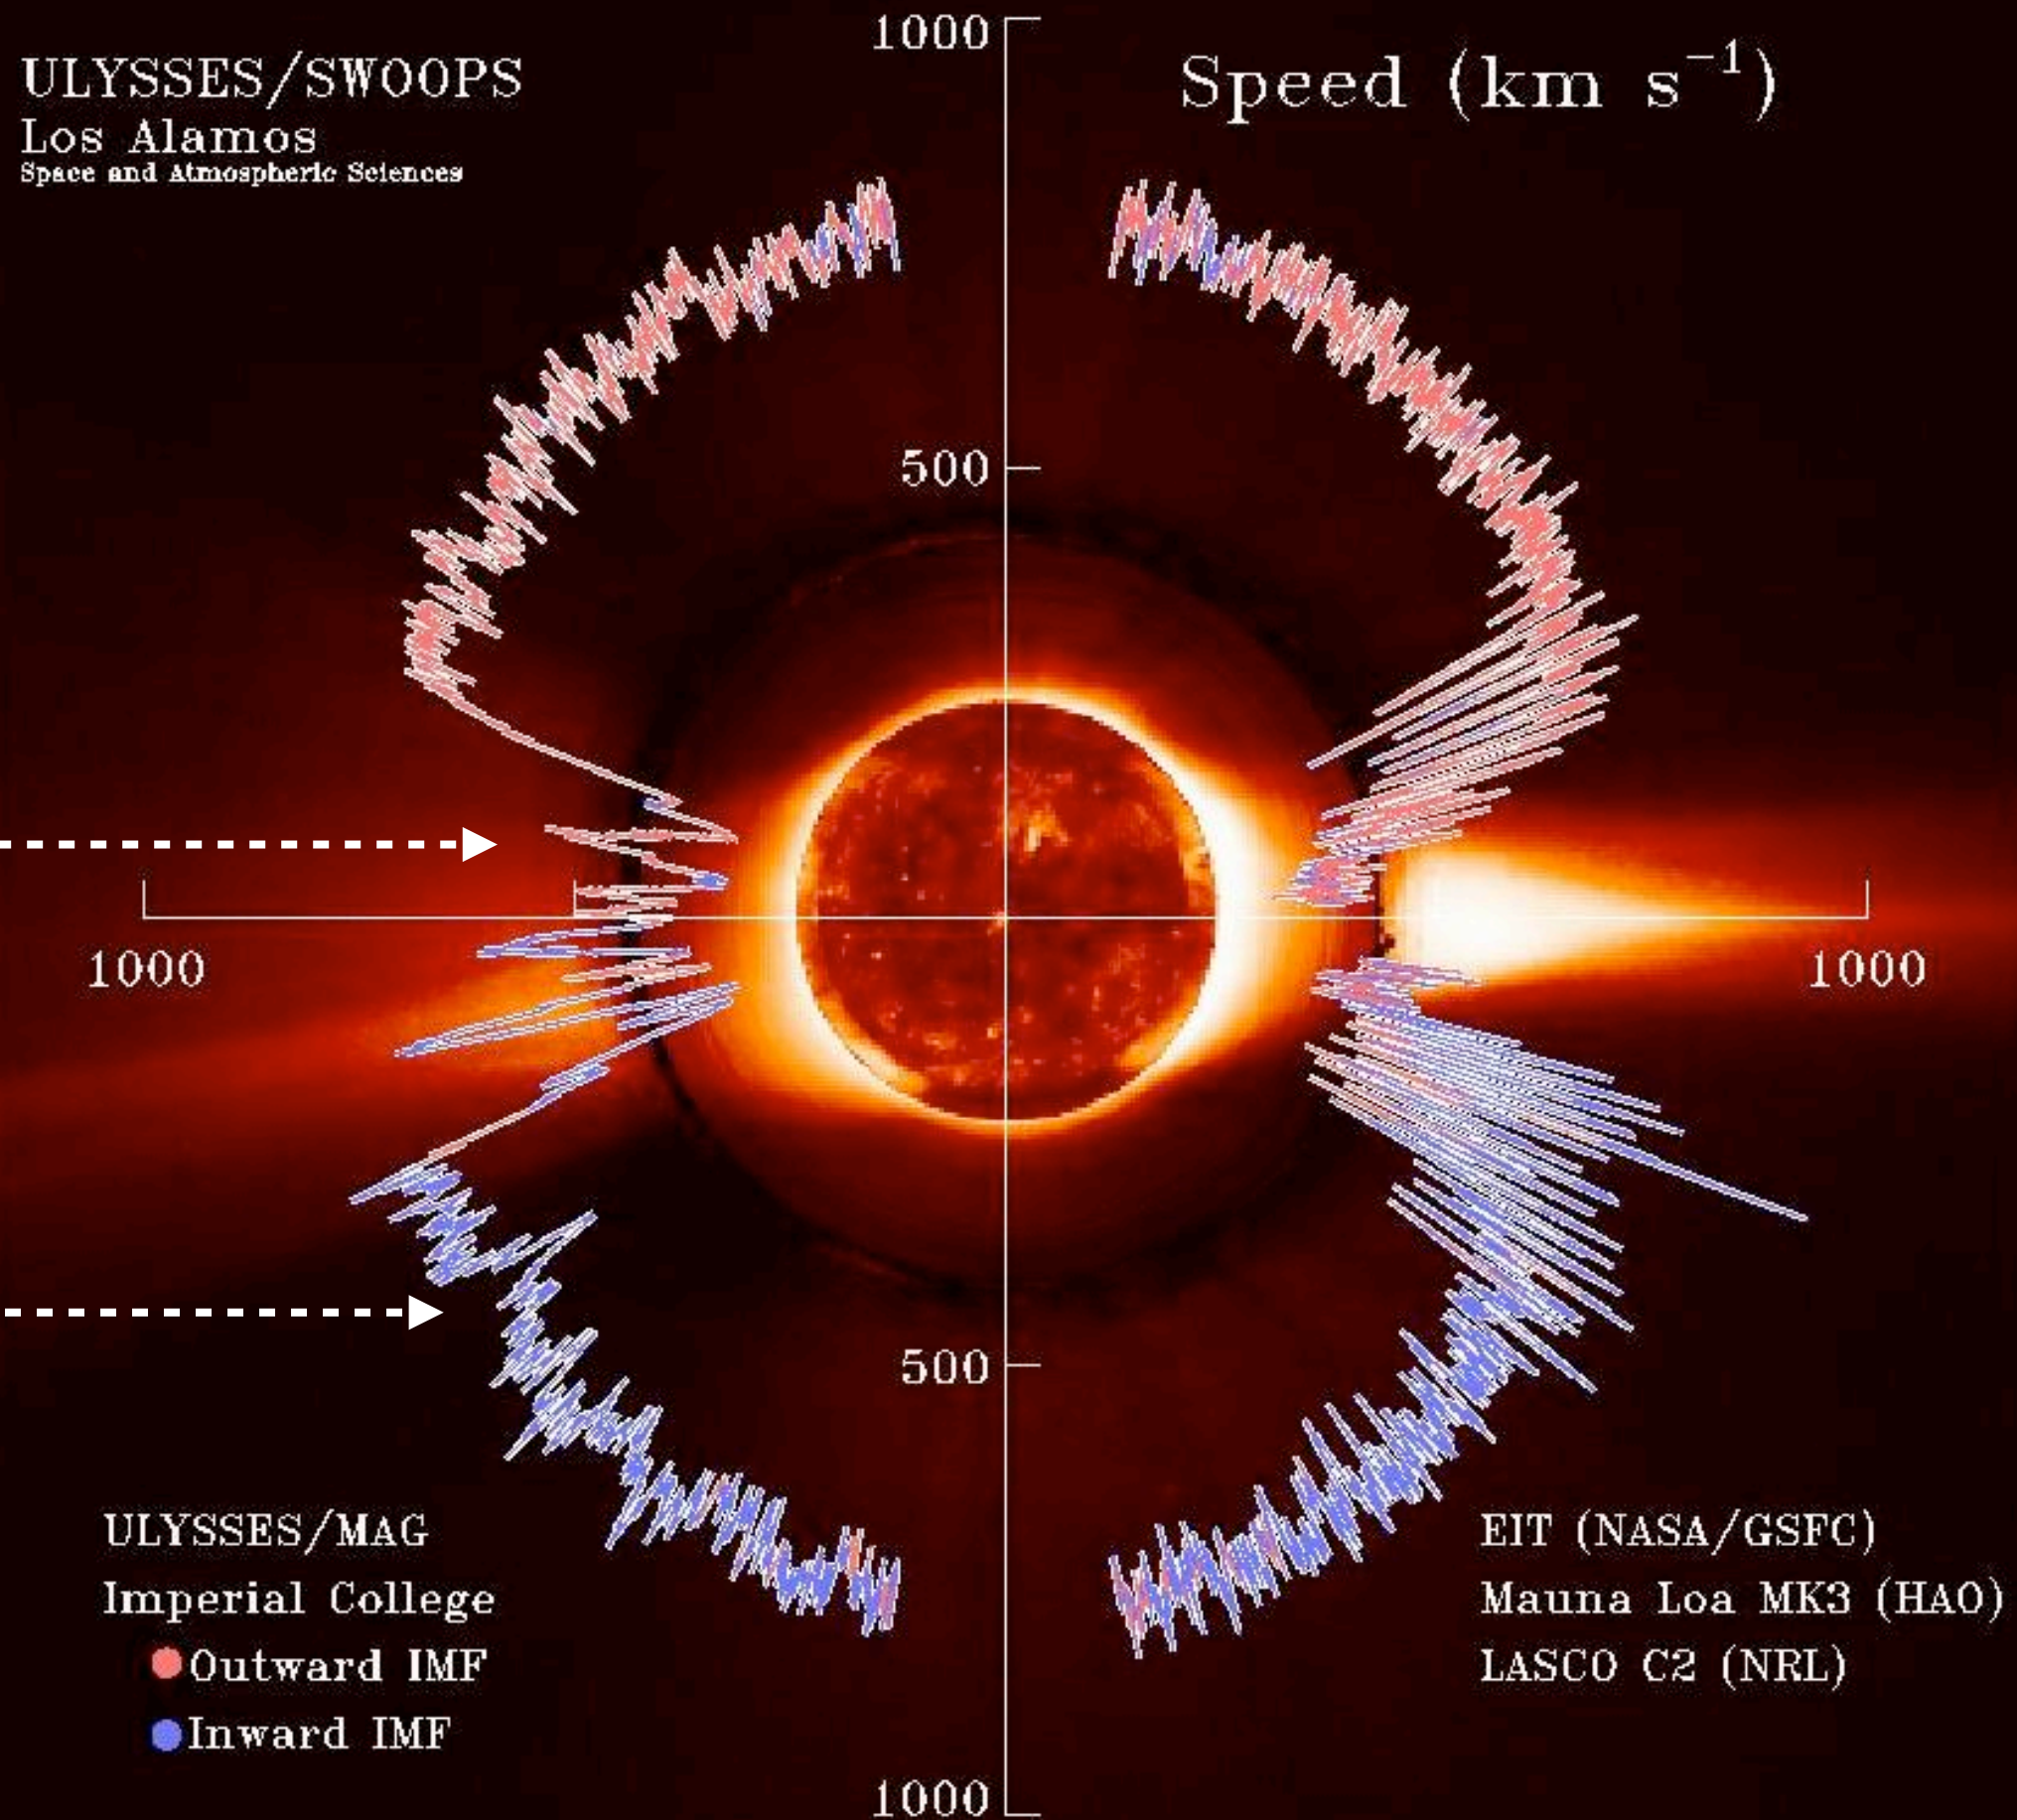 ULYSSES/SWOOPS
Los Alamos
Space and Atmospheric Sciences
Speed (km s⁻¹)
1000
500
1000
1000
500
1000
ULYSSES/MAG
Imperial College
Outward IMF
Inward IMF
EIT (NASA/GSFC)
Mauna Loa MK3 (HAO)
LASCO C2 (NRL)